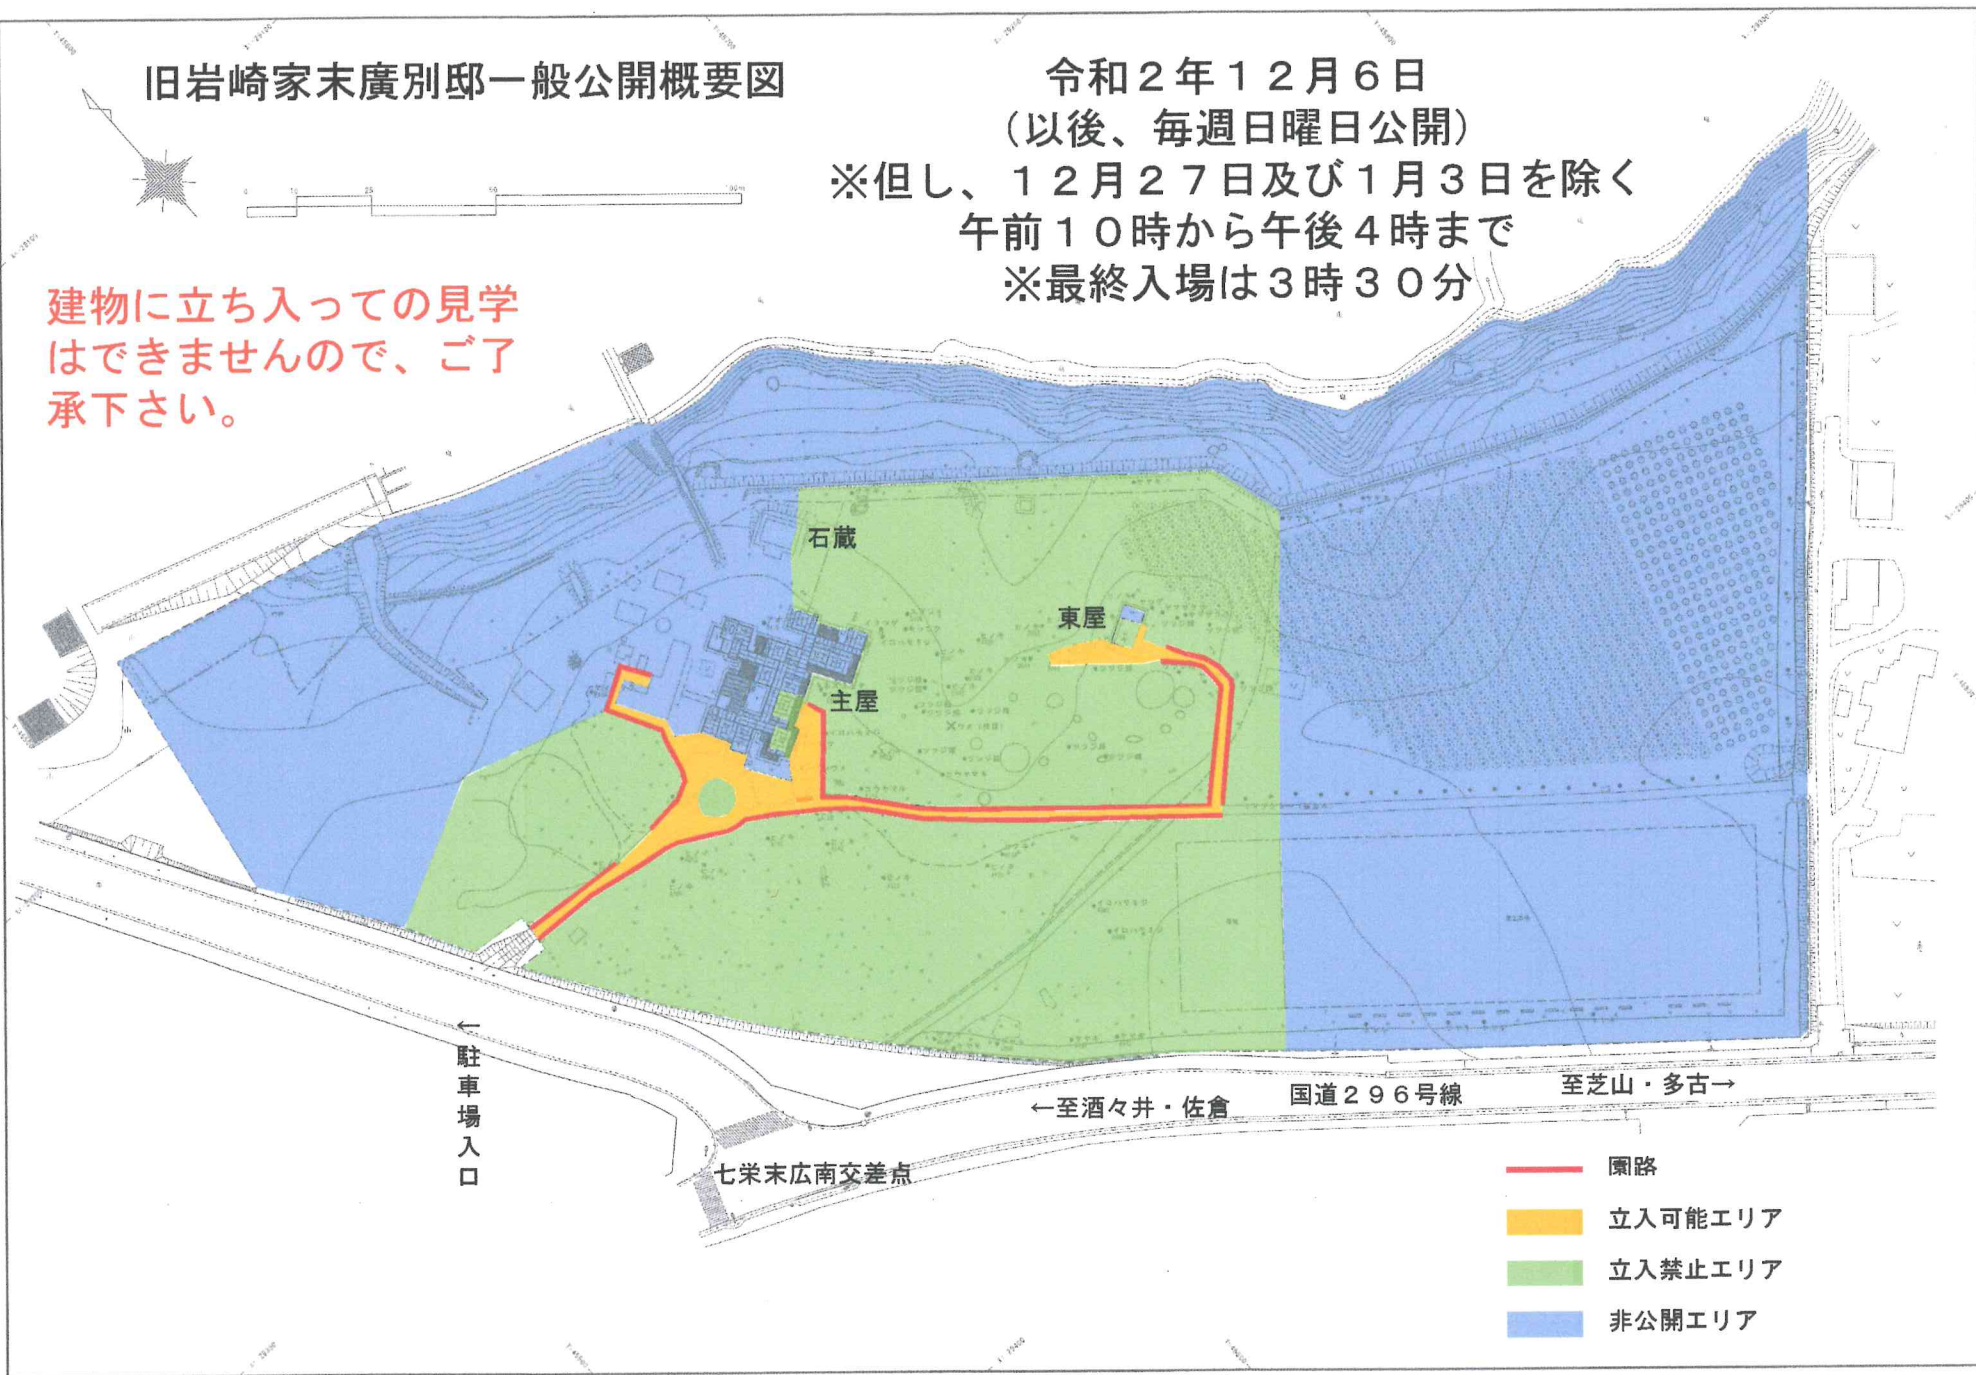 旧岩崎家末廣別邸一般公開概要図
令和２年１２月６日
（以後、毎週日曜日公開）
※但し、１２月２７日及び１月３日を除く
午前１０時から午後４時まで
※最終入場は３時３０分
0 10 25 50 100m
建物に立ち入っての見学
はできませんので、ご了
承下さい。
石蔵
東屋
主屋
←駐車場入口
←至酒々井・佐倉
国道２９６号線
至芝山・多古→
七栄末広南交差点
園路
立入可能エリア
立入禁止エリア
非公開エリア